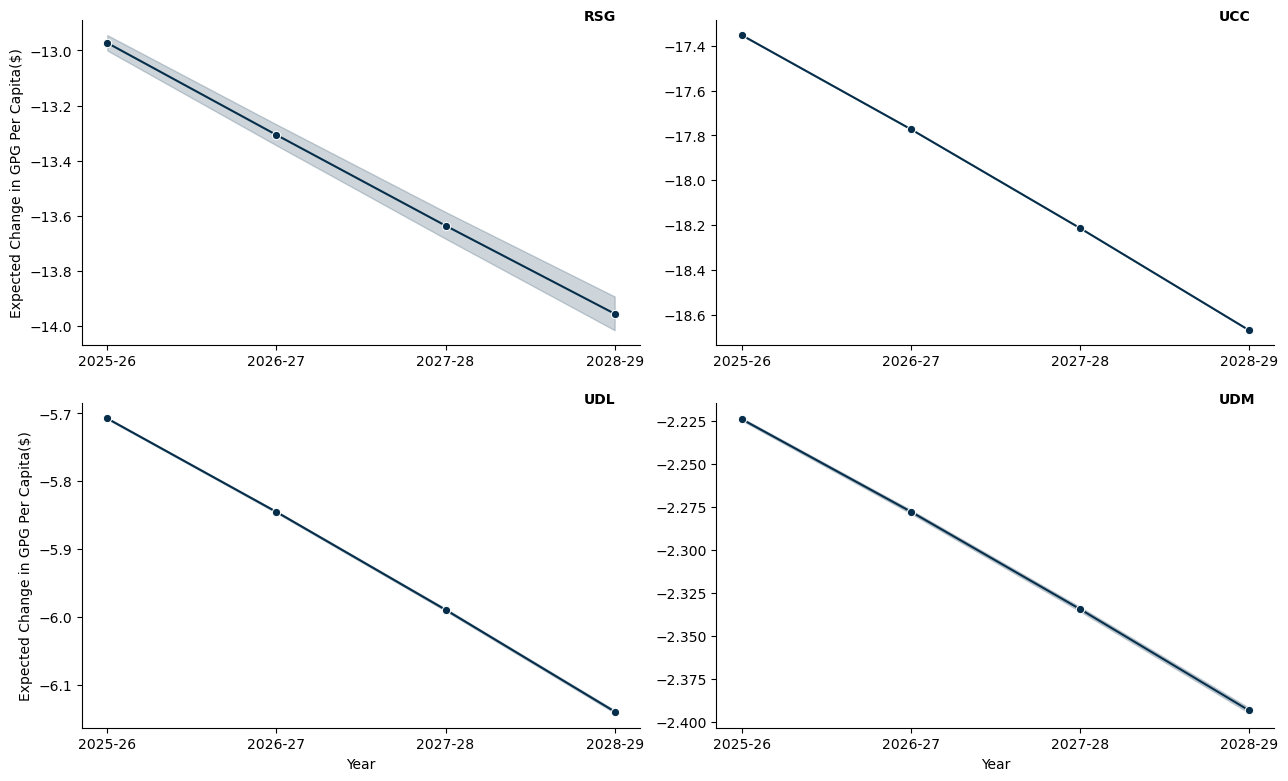 RSG
Expected Change in GPG Per Capita($)
−13.0
−13.2
−13.4
−13.6
−13.8
−14.0
2025-26 2026-27 2027-28 2028-29
UCC
−17.4
−17.6
−17.8
−18.0
−18.2
−18.4
−18.6
2025-26 2026-27 2027-28 2028-29
UDL
Expected Change in GPG Per Capita($)
−5.7
−5.8
−5.9
−6.0
−6.1
2025-26 2026-27 2027-28 2028-29
Year
UDM
−2.225
−2.250
−2.275
−2.300
−2.325
−2.350
−2.375
−2.400
2025-26 2026-27 2027-28 2028-29
Year